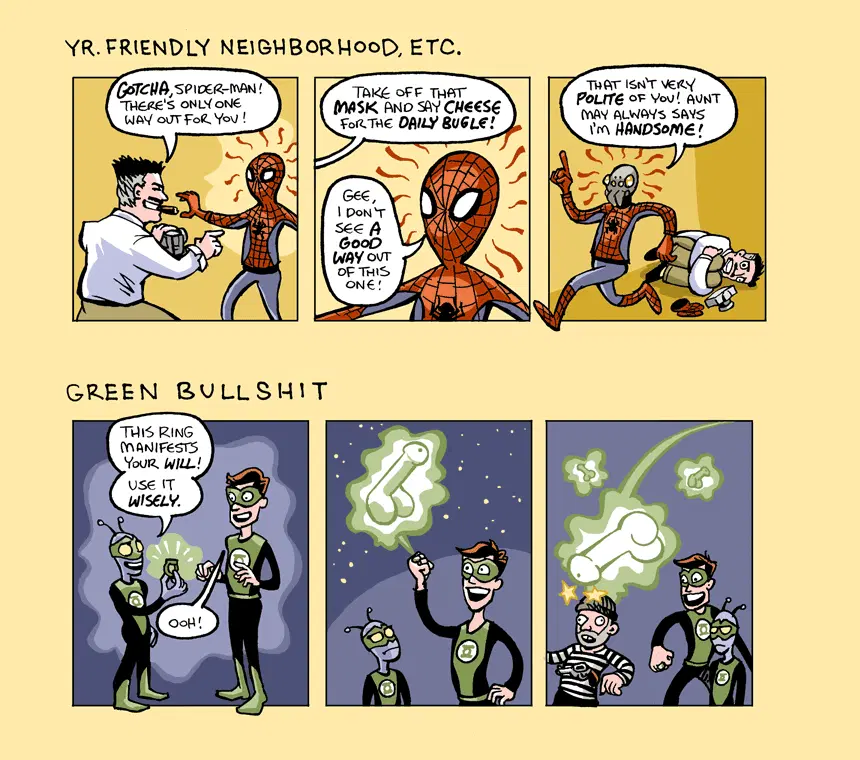 YR. FRIENDLY NEIGHBORHOOD, ETC.
GOTCHA, SPIDER-MAN!
THERE'S ONLY ONE
WAY OUT FOR YOU!
TAKE OFF THAT
MASK AND SAY CHEESE
FOR THE DAILY BUGLE!
GEE,
I DON'T
SEE A
GOOD
WAY OUT
OF THIS
ONE!
THAT ISN'T VERY
POLITE OF YOU! AUNT
MAY ALWAYS SAYS
I'M HANDSOME!
GREEN BULLSHIT
THIS RING
MANIFESTS
YOUR WILL!
USE IT
WISELY.
OOH!